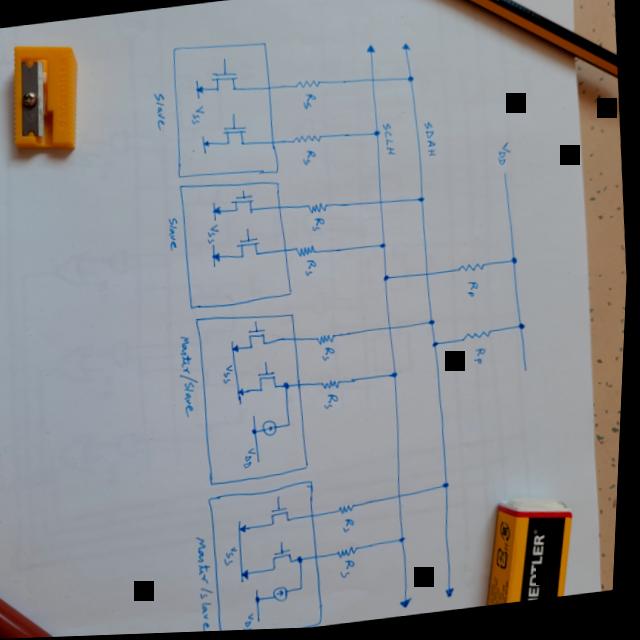 VDD
Rp Rp
SDAH
SCLH
Rs Rs Rs Rs Rs Rs Rs Rs
VSS VSS VSS VDD VSS
Slave Slave Master/Slave Master/Slave